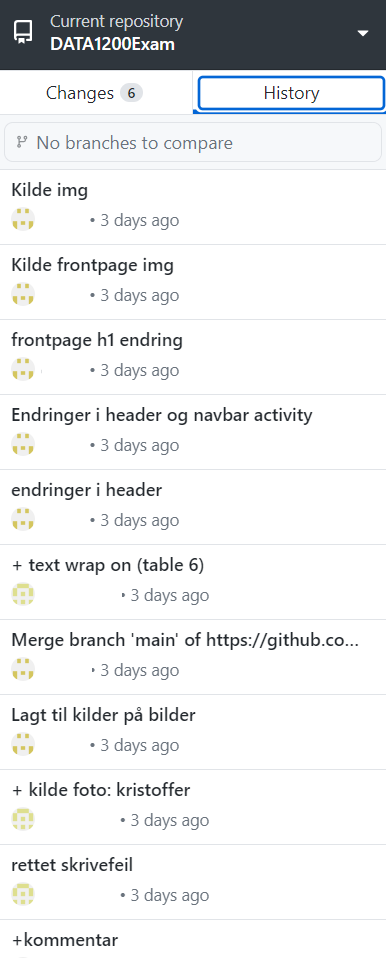 Current repository
DATA1200Exam
Changes 6 History
No branches to compare
Kilde img
• 3 days ago
Kilde frontpage img
• 3 days ago
frontpage h1 endring
• 3 days ago
Endringer i header og navbar activity
• 3 days ago
endringer i header
• 3 days ago
+ text wrap on (table 6)
• 3 days ago
Merge branch 'main' of https://github.co...
• 3 days ago
Lagt til kilder på bilder
• 3 days ago
+ kilde foto: kristoffer
• 3 days ago
rettet skrivefeil
• 3 days ago
+kommentar